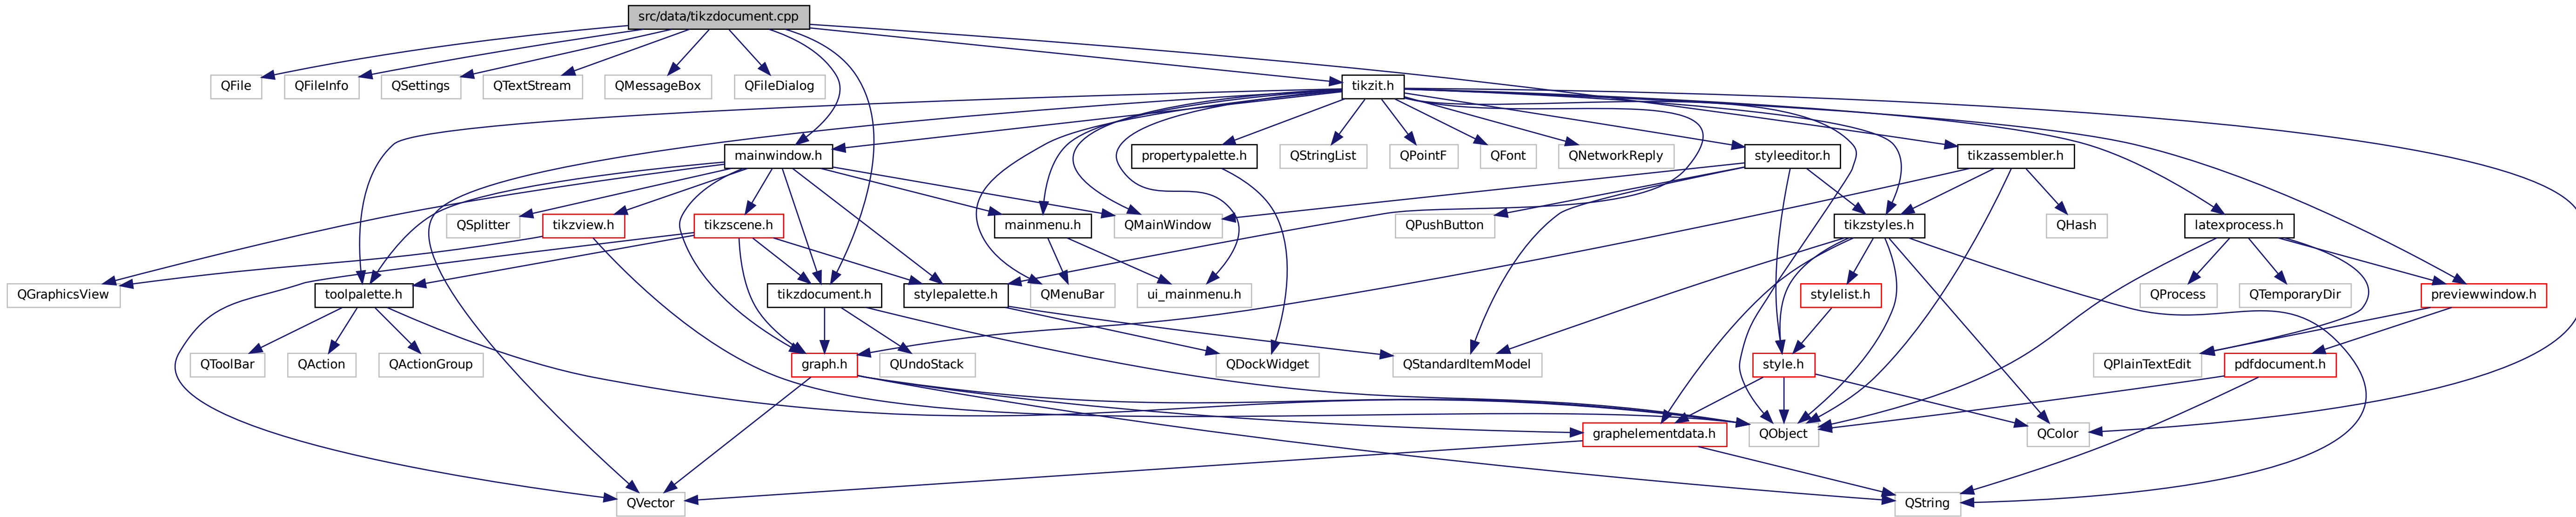 src/data/tikzdocument.cpp
QFile
QFileInfo
QSettings
QTextStream
QMessageBox
QFileDialog
tikzit.h
mainwindow.h
propertypalette.h
QStringList
QPointF
QFont
QNetworkReply
styleeditor.h
tikzassembler.h
QSplitter
tikzview.h
tikzscene.h
mainmenu.h
QMainWindow
QPushButton
tikzstyles.h
QHash
latexprocess.h
QGraphicsView
toolpalette.h
tikzdocument.h
stylepalette.h
QMenuBar
ui_mainmenu.h
stylelist.h
QProcess
QTemporaryDir
previewwindow.h
QToolBar
QAction
QActionGroup
graph.h
QUndoStack
QDockWidget
QStandardItemModel
style.h
QPlainTextEdit
pdfdocument.h
graphelementdata.h
QObject
QColor
QVector
QString